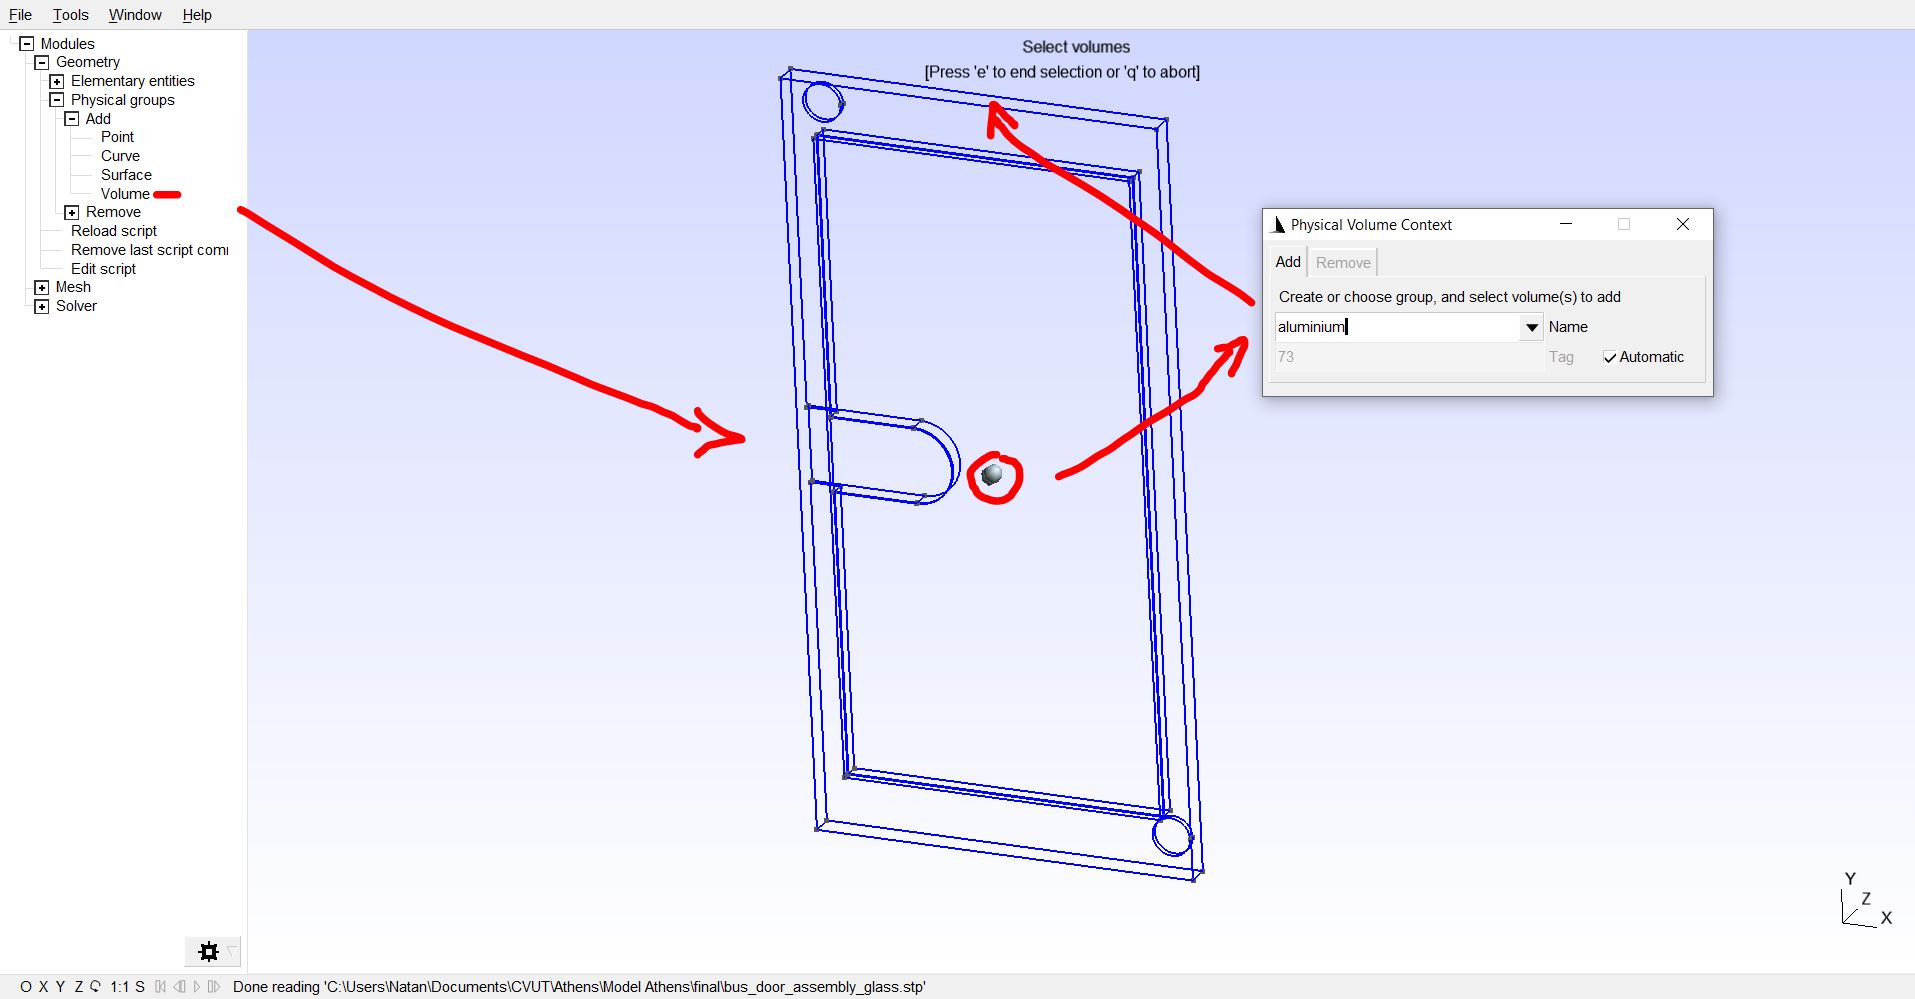 File Tools Window Help
Modules
Geometry
Elementary entities
Physical groups
Add
Point
Curve
Surface
Volume
Remove
Reload script
Remove last script com
Edit script
Mesh
Solver
Select volumes
[Press 'e' to end selection or 'q' to abort]
Physical Volume Context
Add Remove
Create or choose group, and select volume(s) to add
aluminium Name
73 Tag Automatic
Y
Z
X
O X Y Z 1:1 S Done reading 'C:\Users\Natan\Documents\CVUT\Athens\Model Athens\final\bus_door_assembly_glass.stp'